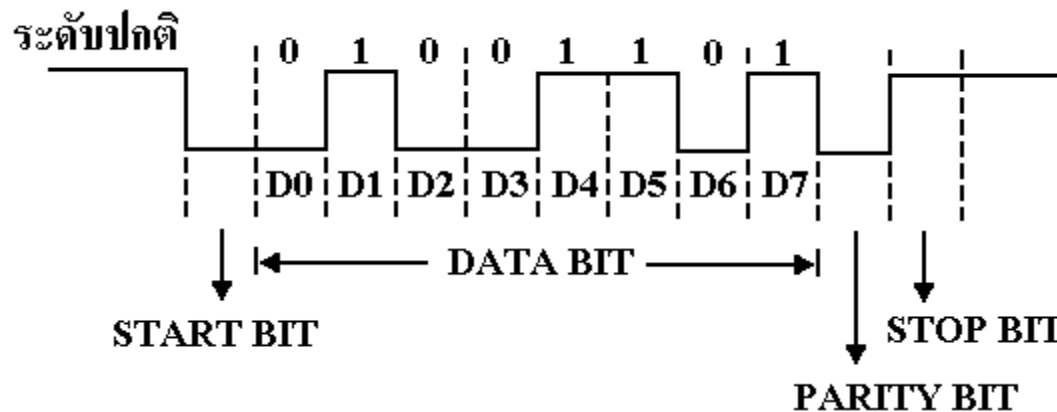 ระดับปกติ
0 1 0 0 1 1 0 1
D0 D1 D2 D3 D4 D5 D6 D7
DATA BIT
START BIT
STOP BIT
PARITY BIT